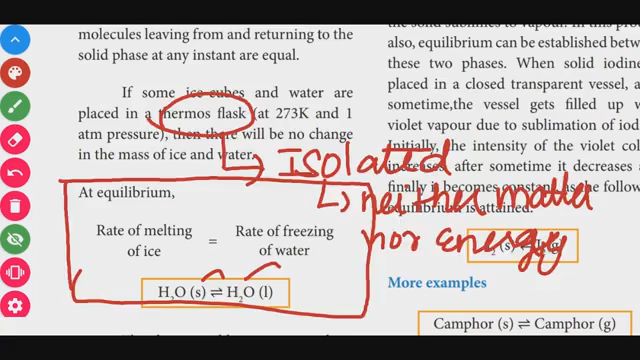 molecules leaving from and returning to
the solid phase at any instant are equal.
If some ice cubes and water
are placed in a thermos flask (at 273K and 1
atm pressure), then there will be no change
in the mass of ice and water.
At equilibrium,
Rate of melting = Rate of freezing
of ice of water
H₂O (s) ⇌ H₂O (l)
Isolated
neither matter
nor energy
the solid sublimes to vapour. In this pro
also, equilibrium can be established betw
these two phases. When solid iodine
placed in a closed transparent vessel, a
sometime,the vessel gets filled up w
violet vapour due to sublimation of iod
Initially, the intensity of the violet col
increases, after sometime it decreases a
finally it becomes constant as the follow
equilibrium is attained.
(s) ⇌
More examples
Camphor (s) ⇌ Camphor (g)